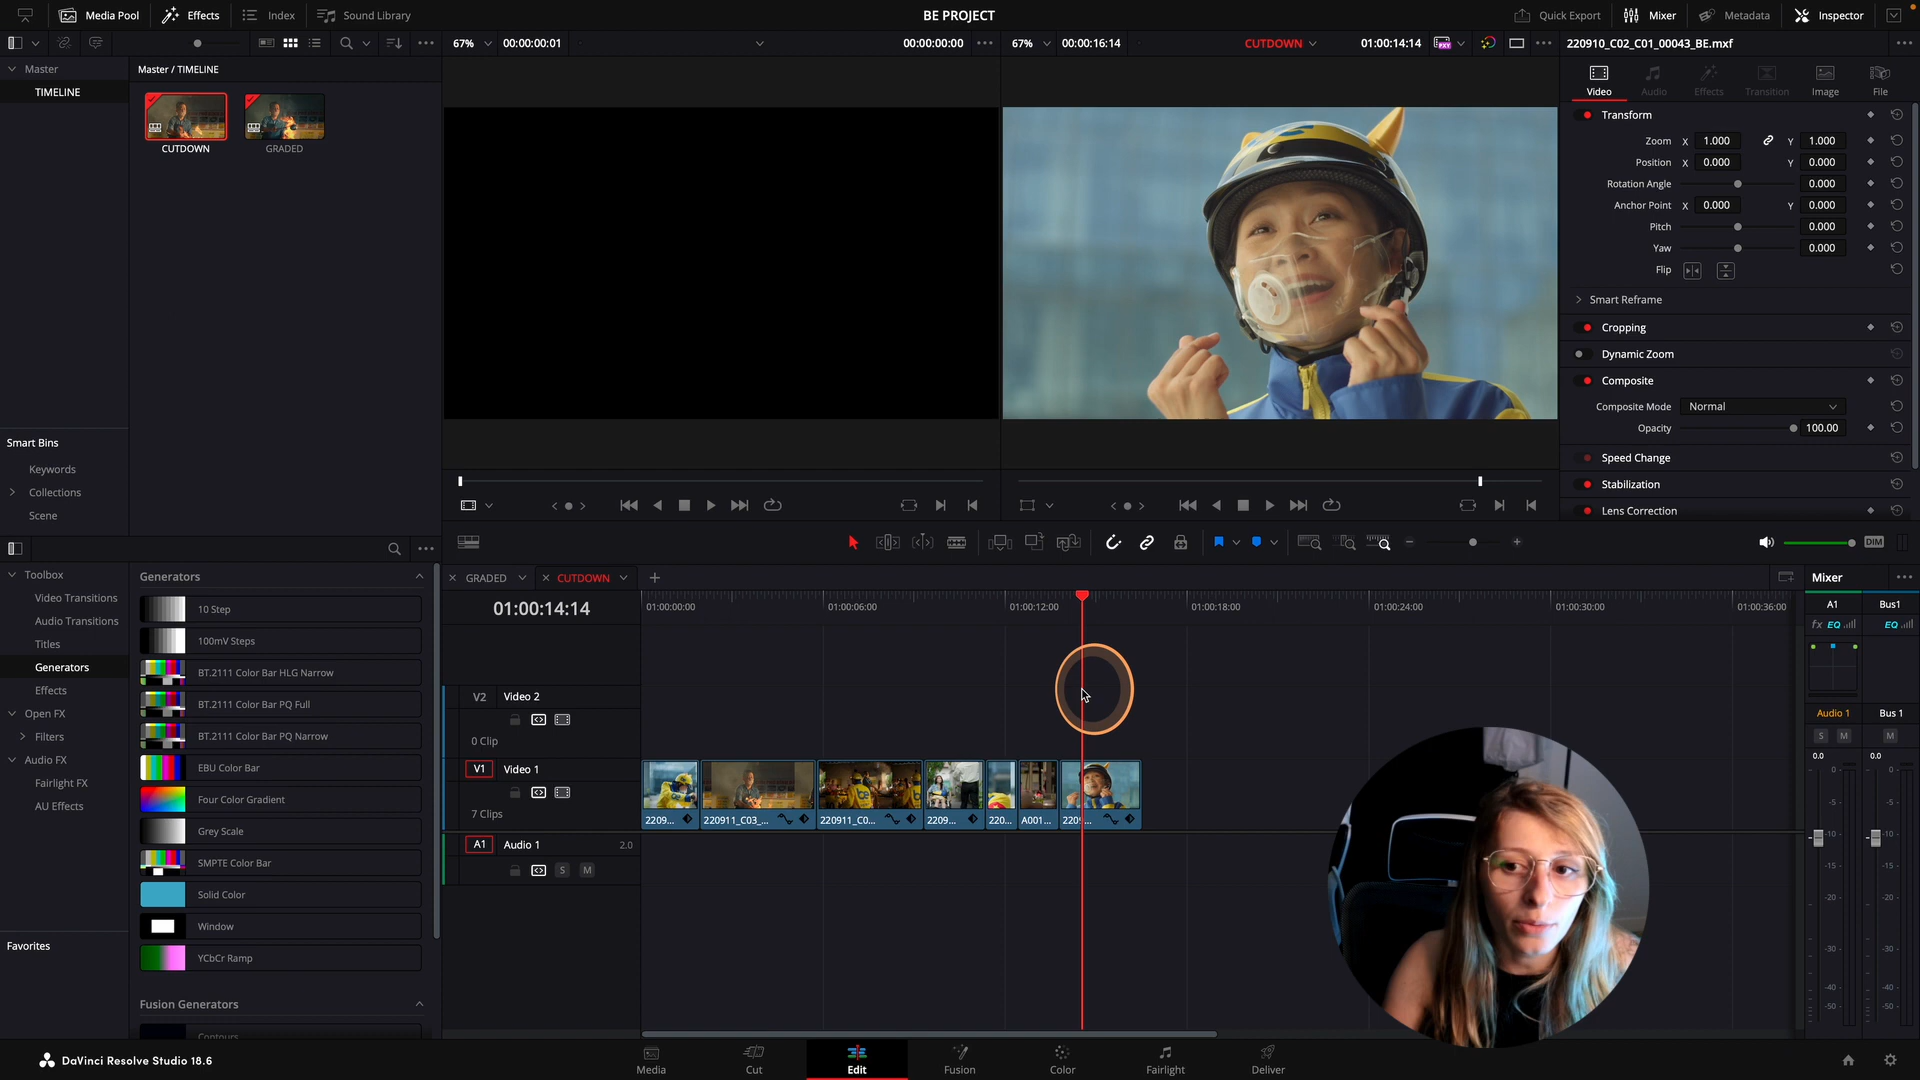 Media Pool
Effects
Index
Sound Library
BE PROJECT
Quick Export
Mixer
Metadata
Inspector
67%
00:00:00:01
00:00:00:00
67%
00:00:16:14
CUTDOWN
01:00:14:14
220910_C02_C01_00043_BE.mxf
Master
TIMELINE
Master / TIMELINE
CUTDOWN
GRADED
Video
Audio
Effects
Transition
Image
File
Transform
Zoom X 1.000 Y 1.000
Position X 0.000 Y 0.000
Rotation Angle 0.000
Anchor Point X 0.000 Y 0.000
Pitch 0.000
Yaw 0.000
Flip
Smart Reframe
Cropping
Dynamic Zoom
Composite
Composite Mode Normal
Opacity 100.00
Speed Change
Stabilization
Lens Correction
Smart Bins
Keywords
Collections
Scene
DIM
Toolbox
Video Transitions
Audio Transitions
Titles
Generators
Effects
Open FX
Filters
Audio FX
Fairlight FX
AU Effects
Favorites
Generators
10 Step
100mV Steps
BT.2111 Color Bar HLG Narrow
BT.2111 Color Bar PQ Full
BT.2111 Color Bar PQ Narrow
EBU Color Bar
Four Color Gradient
Grey Scale
SMPTE Color Bar
Solid Color
Window
YCbCr Ramp
Fusion Generators
Contours
GRADED
CUTDOWN
01:00:14:14
01:00:00:00
01:00:06:00
01:00:12:00
01:00:18:00
01:00:24:00
01:00:30:00
01:00:36:00
V2 Video 2
0 Clip
V1 Video 1
7 Clips
2209...
220911_C03_...
220911_C0...
2209...
220...
A001...
220...
A1 Audio 1 2.0
S M
Mixer
A1
Bus1
fx EQ
EQ
Audio 1
Bus 1
S M
M
0.0
0.0
0
-5
-10
-15
-20
-30
-40
-50
0
-5
-10
-15
-20
-30
-40
-50
DaVinci Resolve Studio 18.6
Media
Cut
Edit
Fusion
Color
Fairlight
Deliver